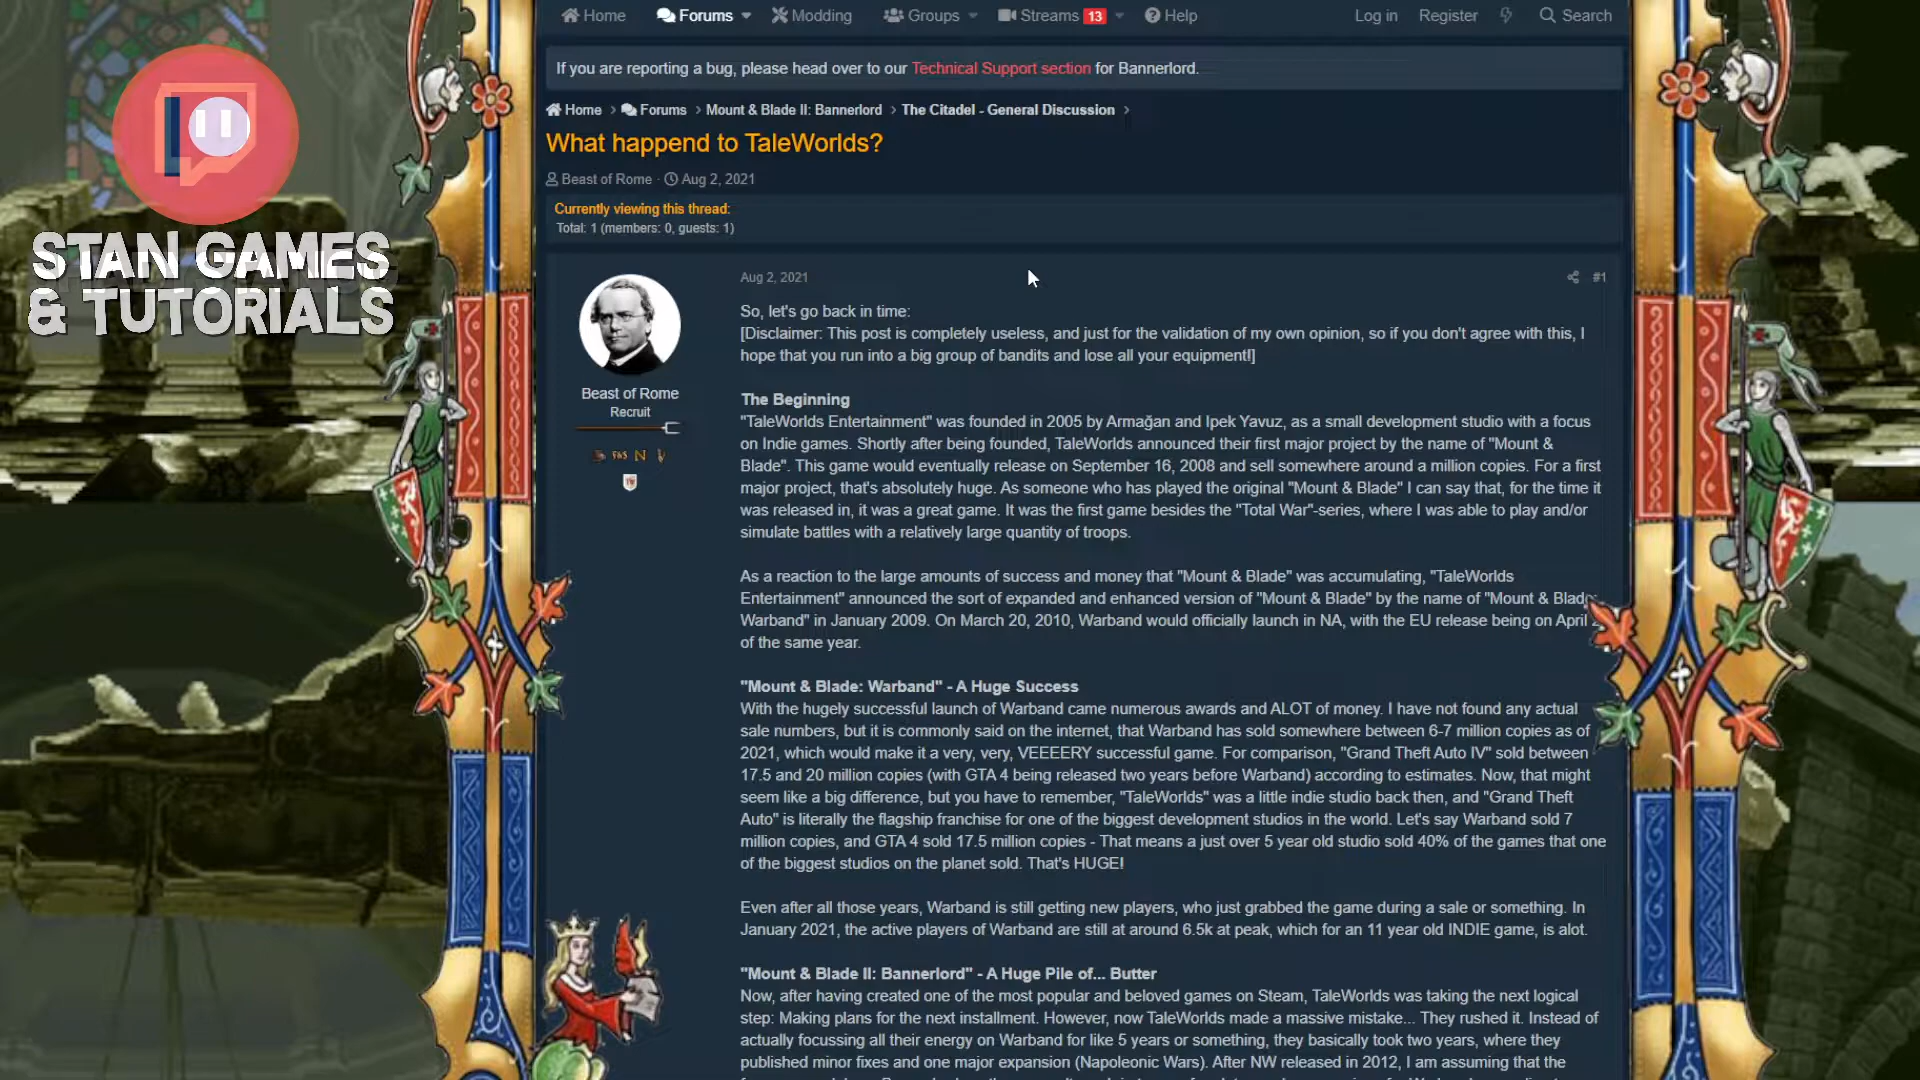 Home Forums Modding Groups Streams 13 Help Log in Register Search
If you are reporting a bug, please head over to our Technical Support section for Bannerlord.
Home > Forums > Mount & Blade II: Bannerlord > The Citadel - General Discussion >
What happend to TaleWorlds?
Beast of Rome · Aug 2, 2021
Currently viewing this thread:
Total: 1 (members: 0, guests: 1)
STAN GAMES
& TUTORIALS
Aug 2, 2021 #1
Beast of Rome
Recruit
So, let's go back in time:
[Disclaimer: This post is completely useless, and just for the validation of my own opinion, so if you don't agree with this, I
hope that you run into a big group of bandits and lose all your equipment!]
The Beginning
"TaleWorlds Entertainment" was founded in 2005 by Armağan and Ipek Yavuz, as a small development studio with a focus
on Indie games. Shortly after being founded, TaleWorlds announced their first major project by the name of "Mount &
Blade". This game would eventually release on September 16, 2008 and sell somewhere around a million copies. For a first
major project, that's absolutely huge. As someone who has played the original "Mount & Blade" I can say that, for the time it
was released in, it was a great game. It was the first game besides the "Total War"-series, where I was able to play and/or
simulate battles with a relatively large quantity of troops.
As a reaction to the large amounts of success and money that "Mount & Blade" was accumulating, "TaleWorlds
Entertainment" announced the sort of expanded and enhanced version of "Mount & Blade" by the name of "Mount & Blade:
Warband" in January 2009. On March 20, 2010, Warband would officially launch in NA, with the EU release being on April
of the same year.
"Mount & Blade: Warband" - A Huge Success
With the hugely successful launch of Warband came numerous awards and ALOT of money. I have not found any actual
sale numbers, but it is commonly said on the internet, that Warband has sold somewhere between 6-7 million copies as of
2021, which would make it a very, very, VEEEERY successful game. For comparison, "Grand Theft Auto IV" sold between
17.5 and 20 million copies (with GTA 4 being released two years before Warband) according to estimates. Now, that might
seem like a big difference, but you have to remember, "TaleWorlds" was a little indie studio back then, and "Grand Theft
Auto" is literally the flagship franchise for one of the biggest development studios in the world. Let's say Warband sold 7
million copies, and GTA 4 sold 17.5 million copies - That means a just over 5 year old studio sold 40% of the games that one
of the biggest studios on the planet sold. That's HUGE!
Even after all those years, Warband is still getting new players, who just grabbed the game during a sale or something. In
January 2021, the active players of Warband are still at around 6.5k at peak, which for an 11 year old INDIE game, is alot.
"Mount & Blade II: Bannerlord" - A Huge Pile of... Butter
Now, after having created one of the most popular and beloved games on Steam, TaleWorlds was taking the next logical
step: Making plans for the next installment. However, now TaleWorlds made a massive mistake... They rushed it. Instead of
actually focussing all their energy on Warband for like 5 years or something, they basically took two years, where they
published minor fixes and one major expansion (Napoleonic Wars). After NW released in 2012, I am assuming that the